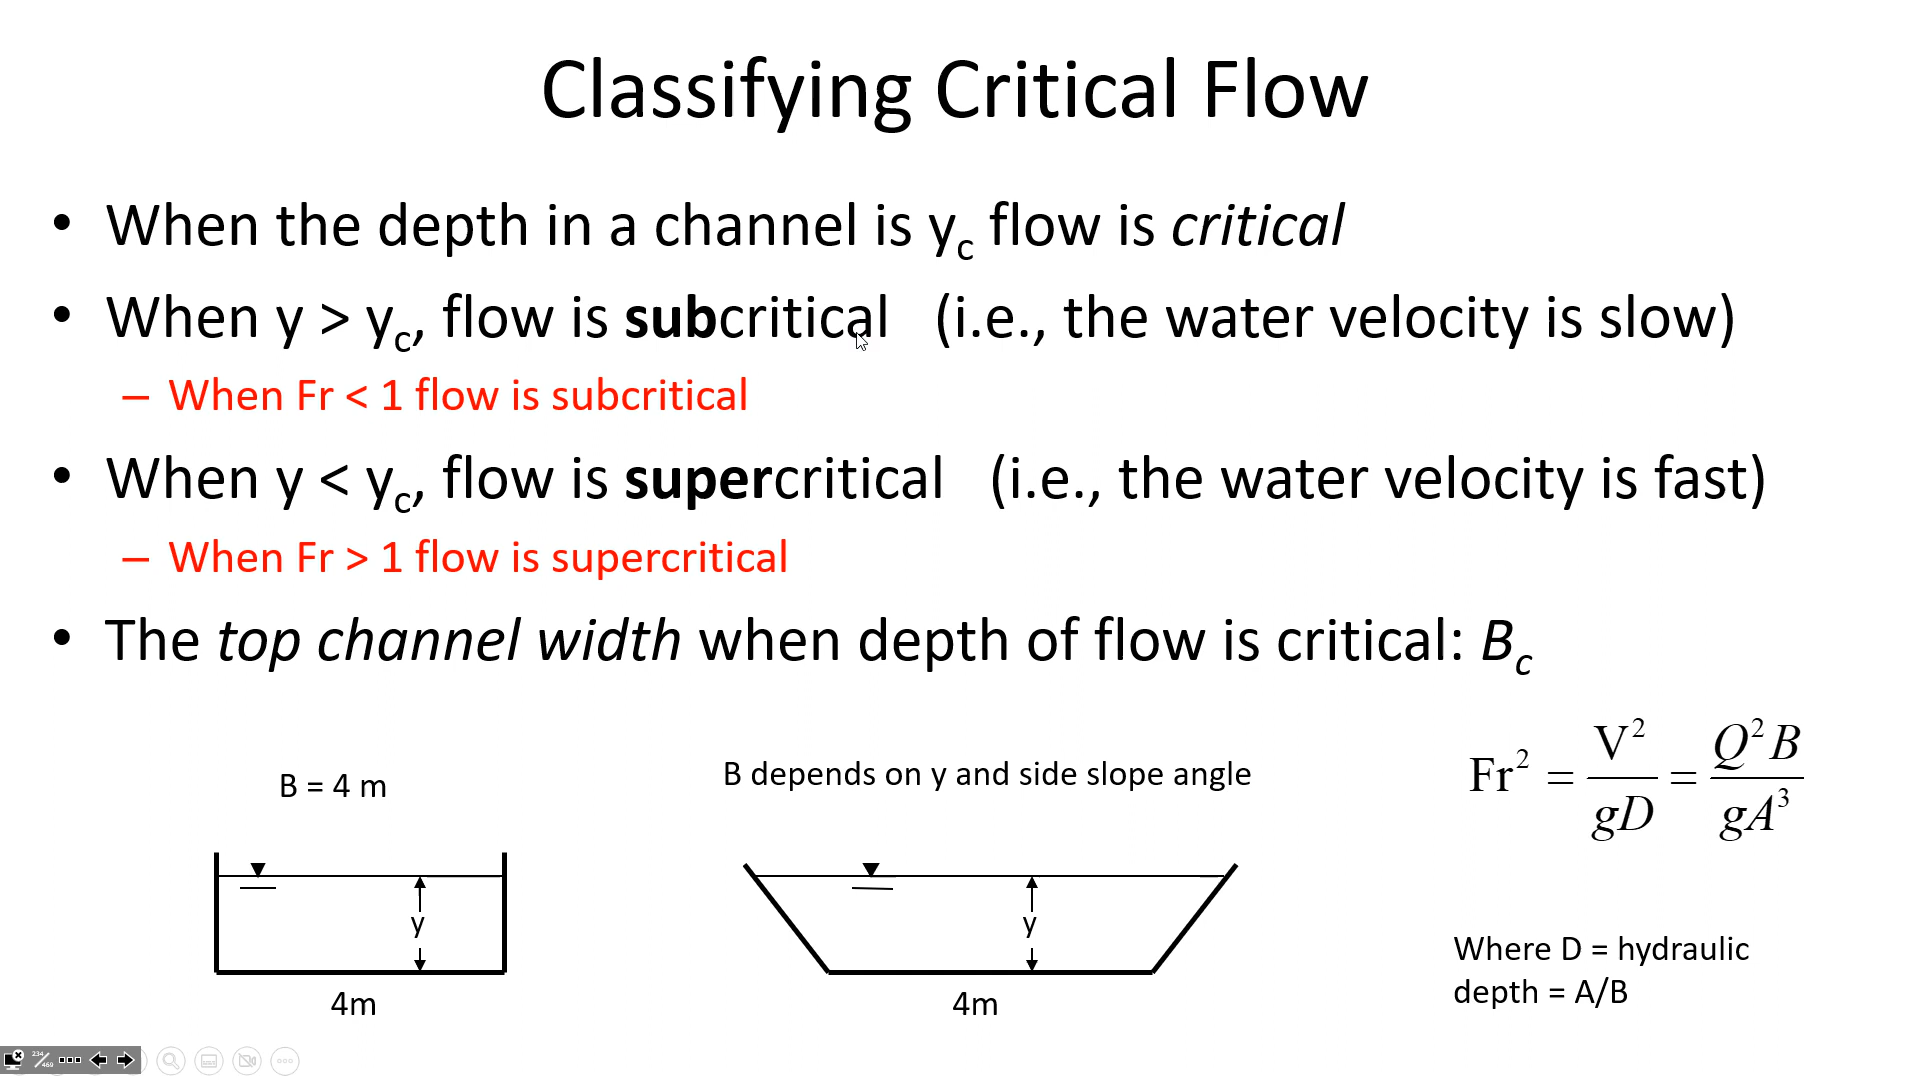 Classifying Critical Flow
• When the depth in a channel is yc flow is critical
• When y > yc, flow is subcritical (i.e., the water velocity is slow)
– When Fr < 1 flow is subcritical
• When y < yc, flow is supercritical (i.e., the water velocity is fast)
– When Fr > 1 flow is supercritical
• The top channel width when depth of flow is critical: Bc
B = 4 m
B depends on y and side slope angle
Fr² = V²/gD = Q²B/gA³
y
y
4m
4m
Where D = hydraulic
depth = A/B
234/469